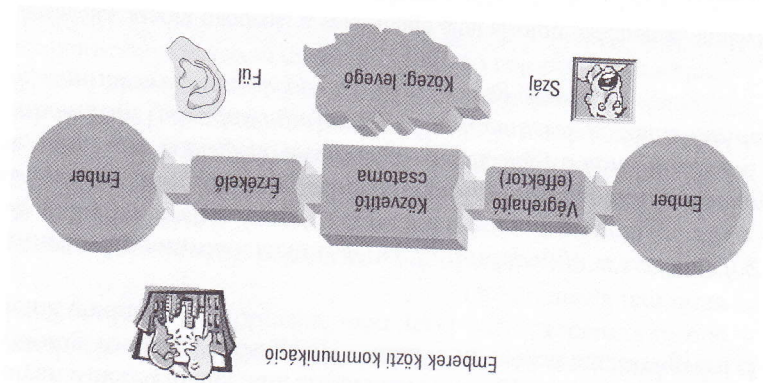 Emberek közti kommunikáció
Ember
Végrehajtó
(effektor)
Közvetítő
csatorna
Érzékelő
Ember
Száj
Közeg: levegő
Fül